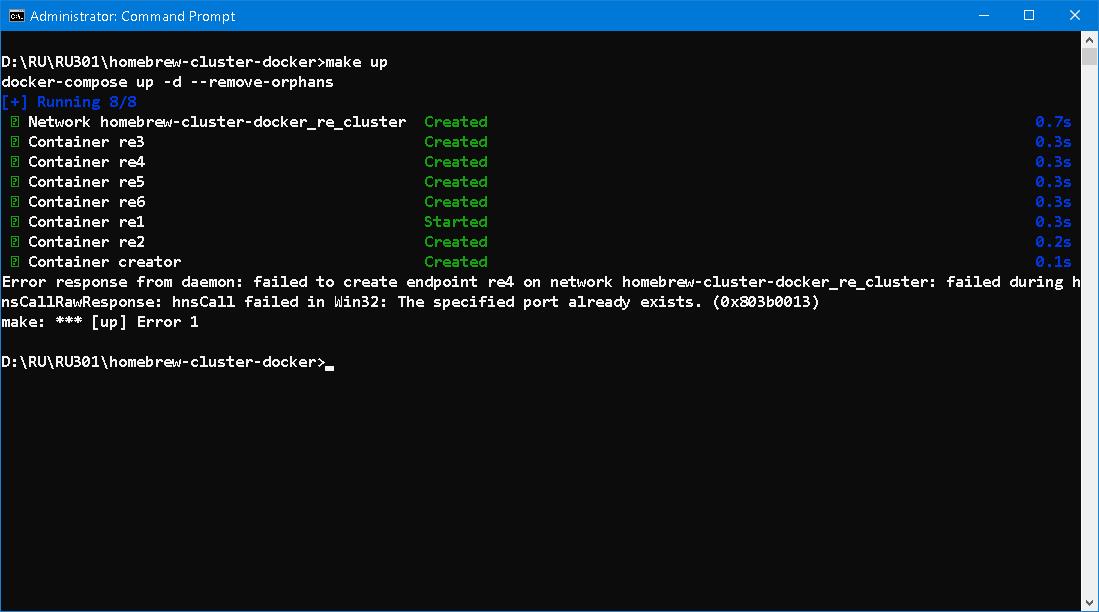 Administrator: Command Prompt
D:\RU\RU301\homebrew-cluster-docker>make up
docker-compose up -d --remove-orphans
[+] Running 8/8
Network homebrew-cluster-docker_re_cluster Created 0.7s
Container re3 Created 0.3s
Container re4 Created 0.3s
Container re5 Created 0.3s
Container re6 Created 0.3s
Container re1 Started 0.3s
Container re2 Created 0.2s
Container creator Created 0.1s
Error response from daemon: failed to create endpoint re4 on network homebrew-cluster-docker_re_cluster: failed during h
nsCallRawResponse: hnsCall failed in Win32: The specified port already exists. (0x803b0013)
make: *** [up] Error 1
D:\RU\RU301\homebrew-cluster-docker>